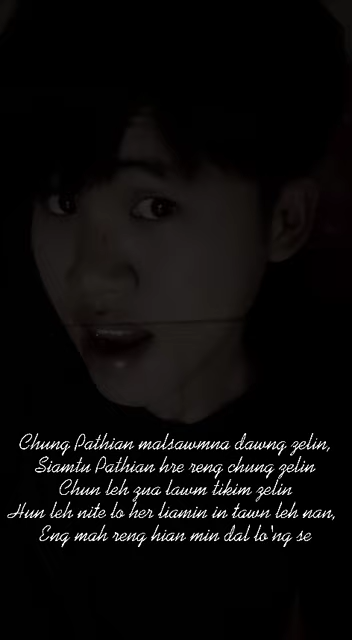 Chung Pathian malsawmna dawng zelin,
Siamtu Pathian hre reng chung zelin
Chun leh zua lawm tikim zelin
Hun leh nite lo her liamin in tawn leh nan,
Eng mah reng hian min dal lo'ng se